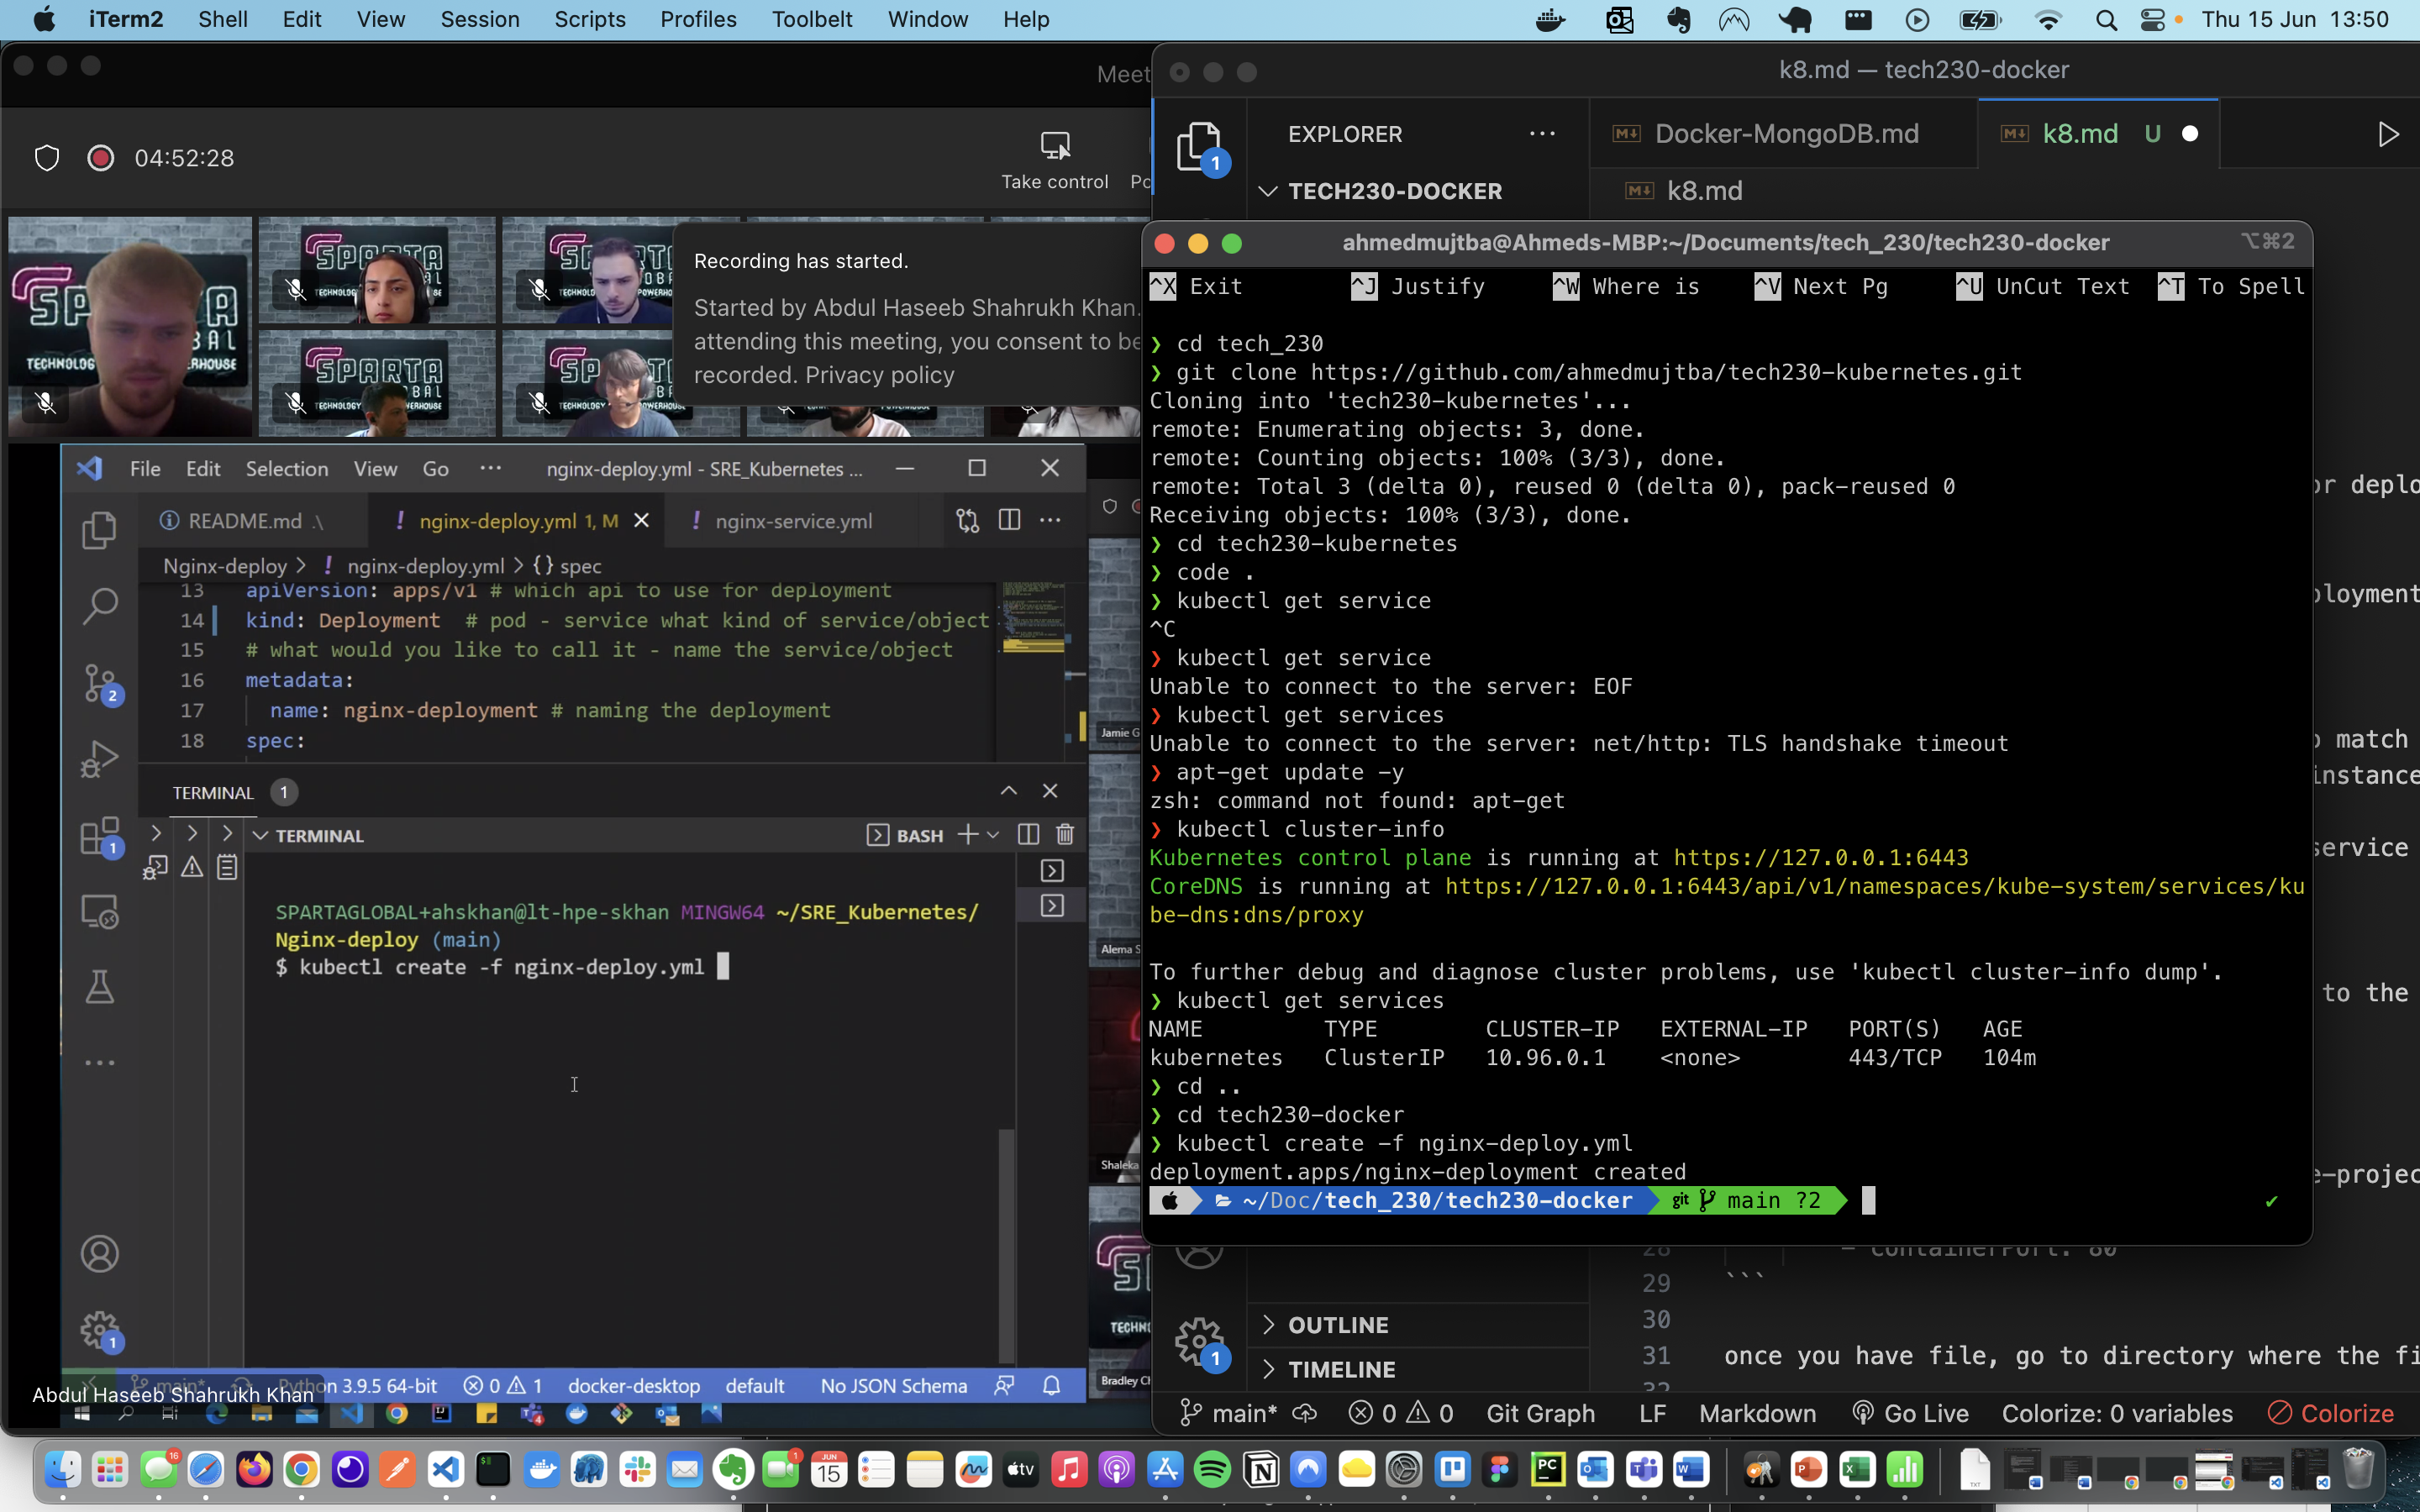 iTerm2 Shell Edit View Session Scripts Profiles Toolbelt Window Help Thu 15 Jun 13:50
Meet
04:52:28
Take control
Recording has started.
Started by Abdul Haseeb Shahrukh Khan.
attending this meeting, you consent to be
recorded. Privacy policy
File Edit Selection View Go ··· nginx-deploy.yml - SRE_Kubernetes ...
README.md .\ ! nginx-deploy.yml 1, M ! nginx-service.yml
Nginx-deploy > ! nginx-deploy.yml > {} spec
13 apiVersion: apps/v1 # which api to use for deployment
14 kind: Deployment # pod - service what kind of service/object
15 # what would you like to call it - name the service/object
16 metadata:
17 name: nginx-deployment # naming the deployment
18 spec:
TERMINAL 1
TERMINAL BASH
SPARTAGLOBAL+ahskhan@lt-hpe-skhan MINGW64 ~/SRE_Kubernetes/
Nginx-deploy (main)
$ kubectl create -f nginx-deploy.yml
2
1
1
Python 3.9.5 64-bit 0 1 docker-desktop default No JSON Schema
Abdul Haseeb Shahrukh Khan
Jamie G
Alema S
Shaleka
Bradley Ch
k8.md — tech230-docker
EXPLORER ···
TECH230-DOCKER
Docker-MongoDB.md
k8.md U
k8.md
1
ahmedmujtba@Ahmeds-MBP:~/Documents/tech_230/tech230-docker ⌥⌘2
^X Exit ^J Justify ^W Where is ^V Next Pg ^U UnCut Text ^T To Spell
❯ cd tech_230
❯ git clone https://github.com/ahmedmujtba/tech230-kubernetes.git
Cloning into 'tech230-kubernetes'...
remote: Enumerating objects: 3, done.
remote: Counting objects: 100% (3/3), done.
remote: Total 3 (delta 0), reused 0 (delta 0), pack-reused 0
Receiving objects: 100% (3/3), done.
❯ cd tech230-kubernetes
❯ code .
❯ kubectl get service
^C
❯ kubectl get service
Unable to connect to the server: EOF
❯ kubectl get services
Unable to connect to the server: net/http: TLS handshake timeout
❯ apt-get update -y
zsh: command not found: apt-get
❯ kubectl cluster-info
Kubernetes control plane is running at https://127.0.0.1:6443
CoreDNS is running at https://127.0.0.1:6443/api/v1/namespaces/kube-system/services/ku
be-dns:dns/proxy
To further debug and diagnose cluster problems, use 'kubectl cluster-info dump'.
❯ kubectl get services
NAME TYPE CLUSTER-IP EXTERNAL-IP PORT(S) AGE
kubernetes ClusterIP 10.96.0.1 <none> 443/TCP 104m
❯ cd ..
❯ cd tech230-docker
❯ kubectl create -f nginx-deploy.yml
deployment.apps/nginx-deployment created
~/Doc/tech_230/tech230-docker git main ?2 ✔
or deplo
ployment
match
instance
service
to the
e-projec
28 - containerPort: 80
29 ```
30
31 once you have file, go to directory where the fi
32
OUTLINE
TIMELINE
1
main* 0 0 Git Graph LF Markdown Go Live Colorize: 0 variables Colorize